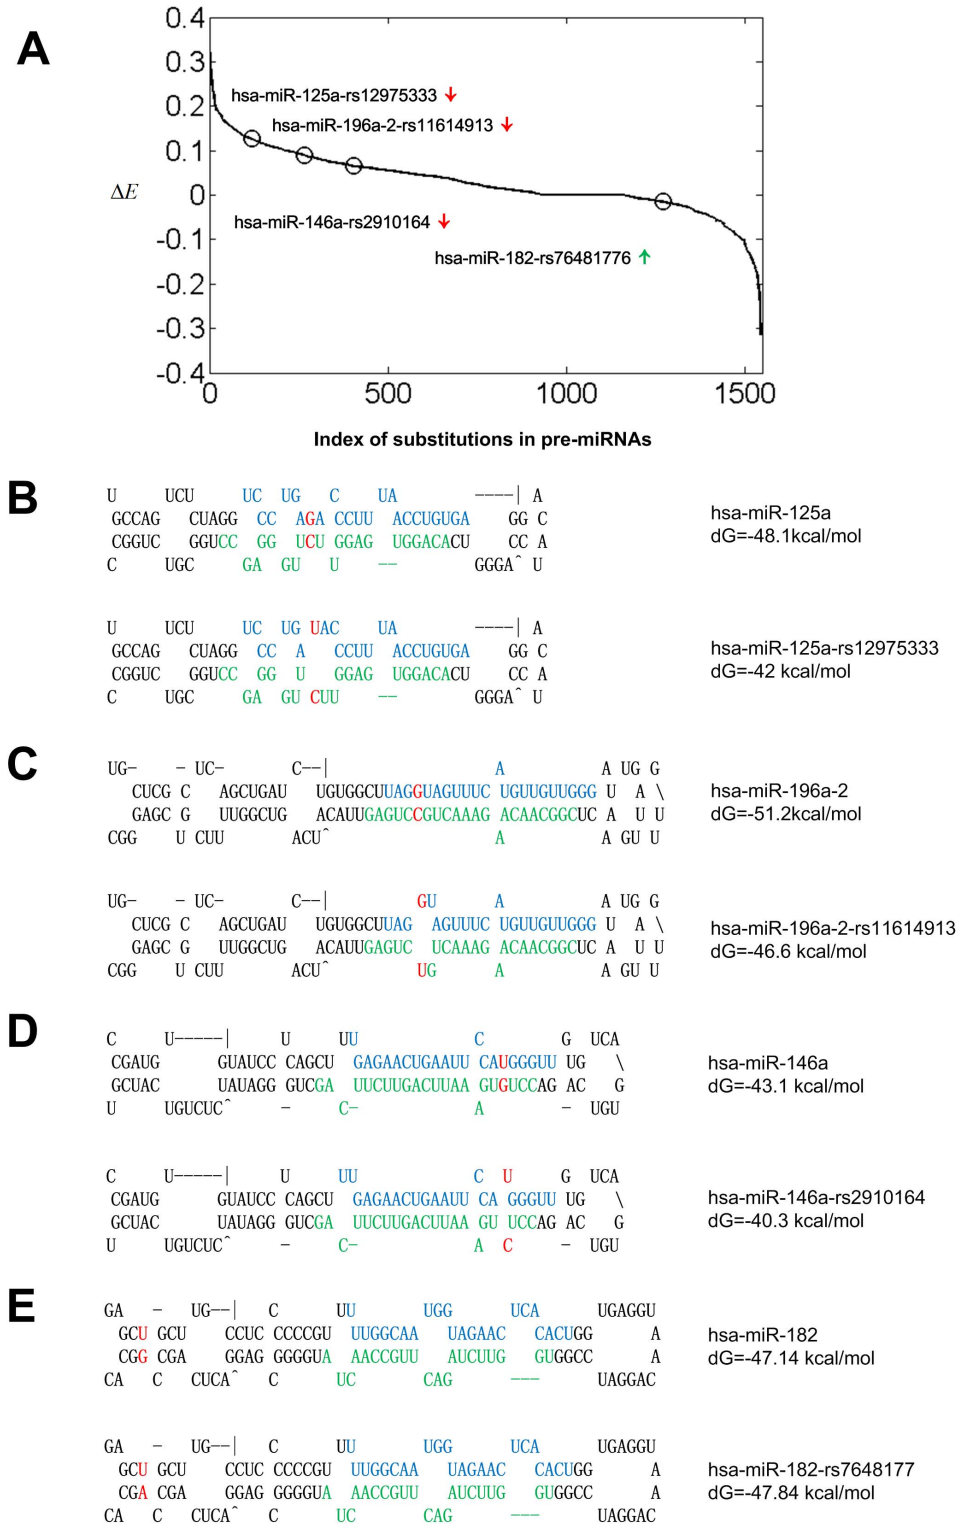 A
0.4
0.3
0.2
0.1
0
-0.1
-0.2
-0.3
-0.4
ΔE
hsa-miR-125a-rs12975333 ↓
hsa-miR-196a-2-rs11614913 ↓
hsa-miR-146a-rs2910164 ↓
hsa-miR-182-rs76481776 ↑
0 500 1000 1500
Index of substitutions in pre-miRNAs
B
U UCU UC UG C UA ----| A
GCCAG CUAGG CC AGA CCUU ACCUGUGA GG C
CGGUC GGUCC GG UCU GGAG UGGACACU CC A
C UGC GA GU U -- GGGA^ U
hsa-miR-125a
dG=-48.1kcal/mol
U UCU UC UG UAC UA ----| A
GCCAG CUAGG CC A CCUU ACCUGUGA GG C
CGGUC GGUCC GG U GGAG UGGACACU CC A
C UGC GA GU CUU -- GGGA^ U
hsa-miR-125a-rs12975333
dG=-42 kcal/mol
C
UG- - UC- C--| A A UG G
CUCG C AGCUGAU UGUGGCUUAGGUAGUUUC UGUUGUUGGG U A \
GAGC G UUGGCUG ACAUUGAGUCCGUCAAAG ACAACGGCUC A U U
CGG U CUU ACU^ A A GU U
hsa-miR-196a-2
dG=-51.2kcal/mol
UG- - UC- C--| GU A A UG G
CUCG C AGCUGAU UGUGGCUUAG AGUUUC UGUUGUUGGG U A \
GAGC G UUGGCUG ACAUUGAGUC UCAAAG ACAACGGCUC A U U
CGG U CUU ACU^ UG A A GU U
hsa-miR-196a-2-rs11614913
dG=-46.6 kcal/mol
D
C U-----| U UU C G UCA
CGAUG GUAUCC CAGCU GAGAACUGAAUU CAUGGGUU UG \
GCUAC UAUAGG GUCGA UUCUUGACUUAA GUGUCCAG AC G
U UGUCUC^ - C- A - UGU
hsa-miR-146a
dG=-43.1 kcal/mol
C U-----| U UU C U G UCA
CGAUG GUAUCC CAGCU GAGAACUGAAUU CA GGGUU UG \
GCUAC UAUAGG GUCGA UUCUUGACUUAA GU UCCAG AC G
U UGUCUC^ - C- A C - UGU
hsa-miR-146a-rs2910164
dG=-40.3 kcal/mol
E
GA - UG--| C UU UGG UCA UGAGGU
GCU GCU CCUC CCCCGU UUGGCAA UAGAAC CACUGG A
CGG CGA GGAG GGGGUA AACCGUU AUCUUG GUGGCC A
CA C CUCA^ C UC CAG --- UAGGAC
hsa-miR-182
dG=-47.14 kcal/mol
GA - UG--| C UU UGG UCA UGAGGU
GCU GCU CCUC CCCCGU UUGGCAA UAGAAC CACUGG A
CGA CGA GGAG GGGGUA AACCGUU AUCUUG GUGGCC A
CA C CUCA^ C UC CAG --- UAGGAC
hsa-miR-182-rs7648177
dG=-47.84 kcal/mol